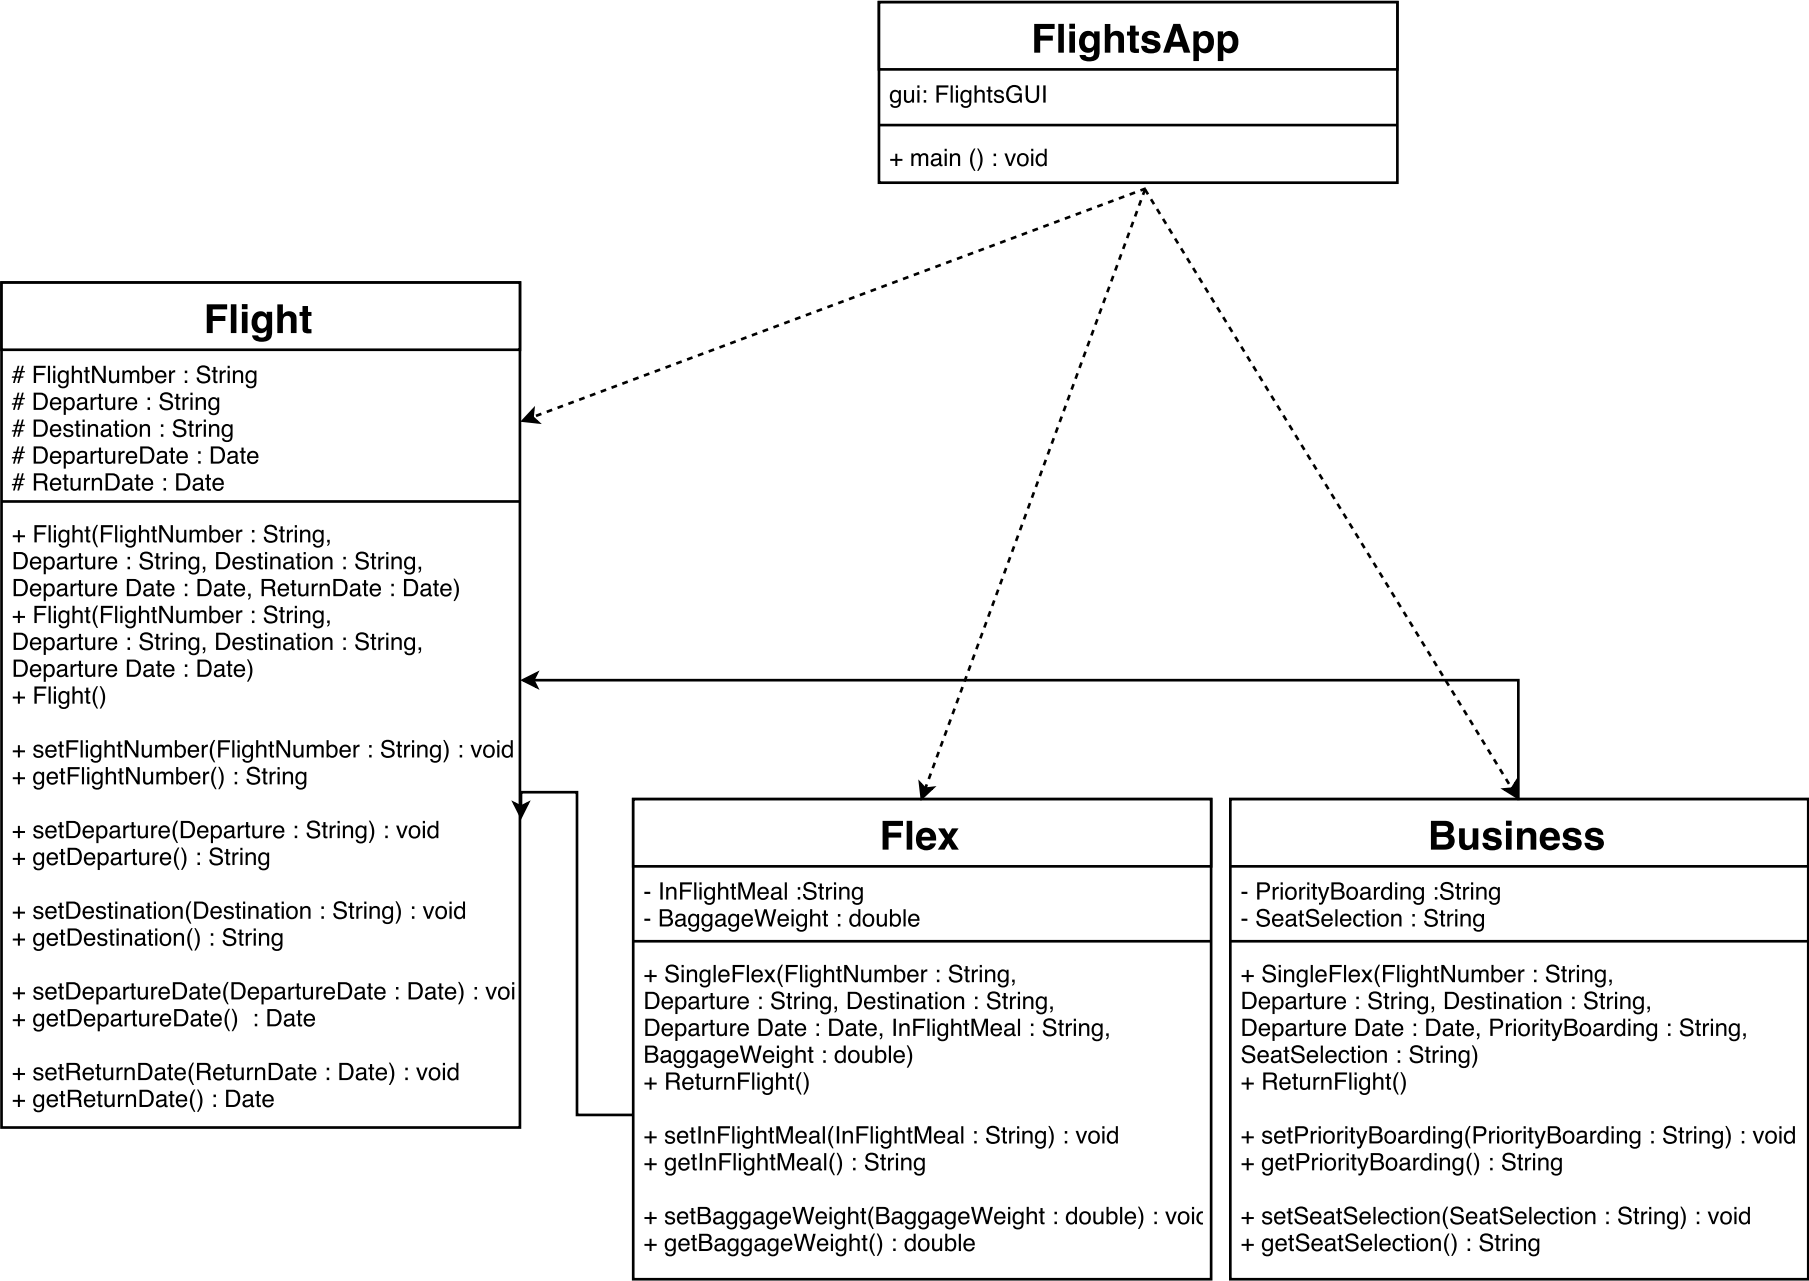 FlightsApp
gui: FlightsGUI
+ main () : void
Flight
# FlightNumber : String
# Departure : String
# Destination : String
# DepartureDate : Date
# ReturnDate : Date
+ Flight(FlightNumber : String,
Departure : String, Destination : String,
Departure Date : Date, ReturnDate : Date)
+ Flight(FlightNumber : String,
Departure : String, Destination : String,
Departure Date : Date)
+ Flight()
+ setFlightNumber(FlightNumber : String) : void
+ getFlightNumber() : String
+ setDeparture(Departure : String) : void
+ getDeparture() : String
+ setDestination(Destination : String) : void
+ getDestination() : String
+ setDepartureDate(DepartureDate : Date) : voi
+ getDepartureDate()  : Date
+ setReturnDate(ReturnDate : Date) : void
+ getReturnDate() : Date
Flex
- InFlightMeal :String
- BaggageWeight : double
+ SingleFlex(FlightNumber : String,
Departure : String, Destination : String,
Departure Date : Date, InFlightMeal : String,
BaggageWeight : double)
+ ReturnFlight()
+ setInFlightMeal(InFlightMeal : String) : void
+ getInFlightMeal() : String
+ setBaggageWeight(BaggageWeight : double) : void
+ getBaggageWeight() : double
Business
- PriorityBoarding :String
- SeatSelection : String
+ SingleFlex(FlightNumber : String,
Departure : String, Destination : String,
Departure Date : Date, PriorityBoarding : String,
SeatSelection : String)
+ ReturnFlight()
+ setPriorityBoarding(PriorityBoarding : String) : void
+ getPriorityBoarding() : String
+ setSeatSelection(SeatSelection : String) : void
+ getSeatSelection() : String